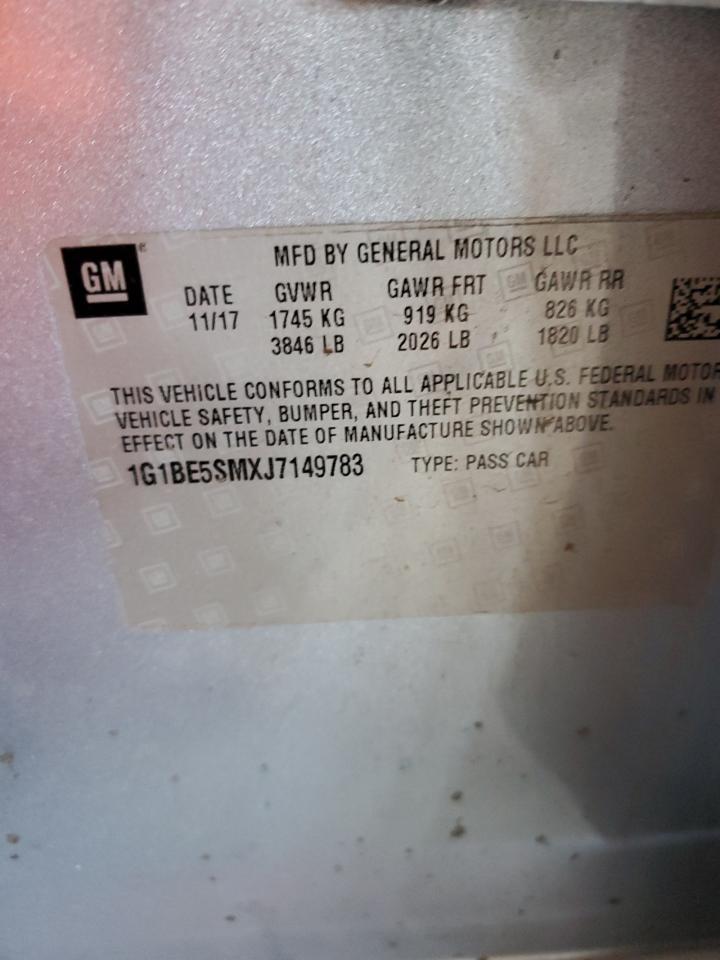 GM
MFD BY GENERAL MOTORS LLC
DATE GVWR GAWR FRT GAWR RR
11/17 1745 KG 919 KG 826 KG
3846 LB 2026 LB 1820 LB
THIS VEHICLE CONFORMS TO ALL APPLICABLE U.S. FEDERAL MOTOR
VEHICLE SAFETY, BUMPER, AND THEFT PREVENTION STANDARDS IN
EFFECT ON THE DATE OF MANUFACTURE SHOWN ABOVE.
1G1BE5SMXJ7149783 TYPE: PASS CAR